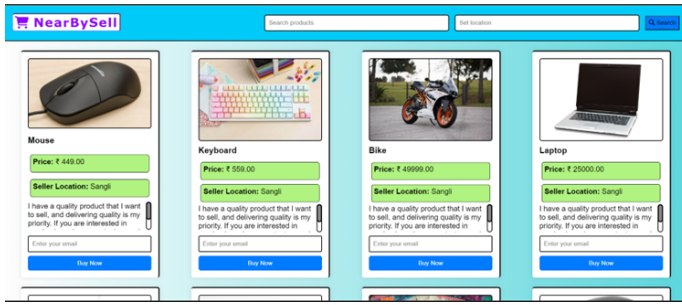 NearBySell
Search products
Set location
Search
Mouse
Price: ₹ 449.00
Seller Location: Sangli
I have a quality product that I want
to sell, and delivering quality is my
priority. If you are interested in
Enter your email
Buy Now
Keyboard
Price: ₹ 559.00
Seller Location: Sangli
I have a quality product that I want
to sell, and delivering quality is my
priority. If you are interested in
Enter your email
Buy Now
Bike
Price: ₹ 49999.00
Seller Location: Sangli
I have a quality product that I want
to sell, and delivering quality is my
priority. If you are interested in
Enter your email
Buy Now
Laptop
Price: ₹ 25000.00
Seller Location: Sangli
I have a quality product that I want
to sell, and delivering quality is my
priority. If you are interested in
Enter your email
Buy Now